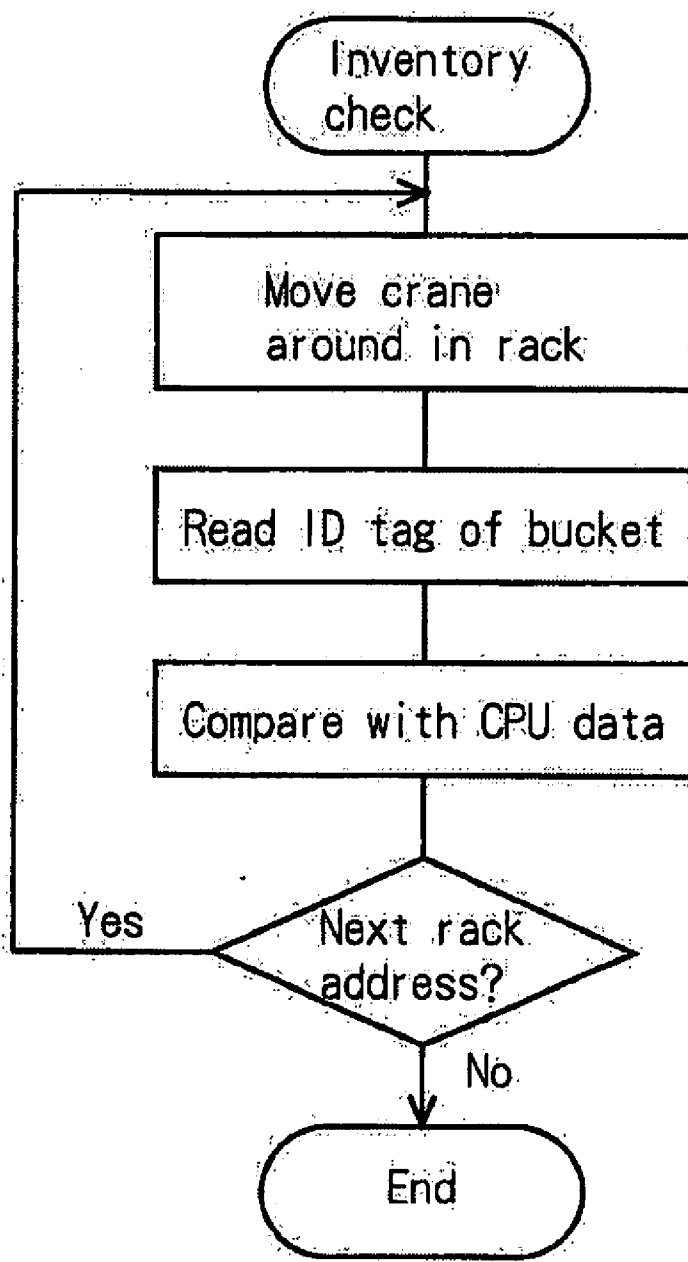 Inventory
check
Move crane
around in rack
Read ID tag of bucket
Compare with CPU data
Yes
Next rack
address?
No
End